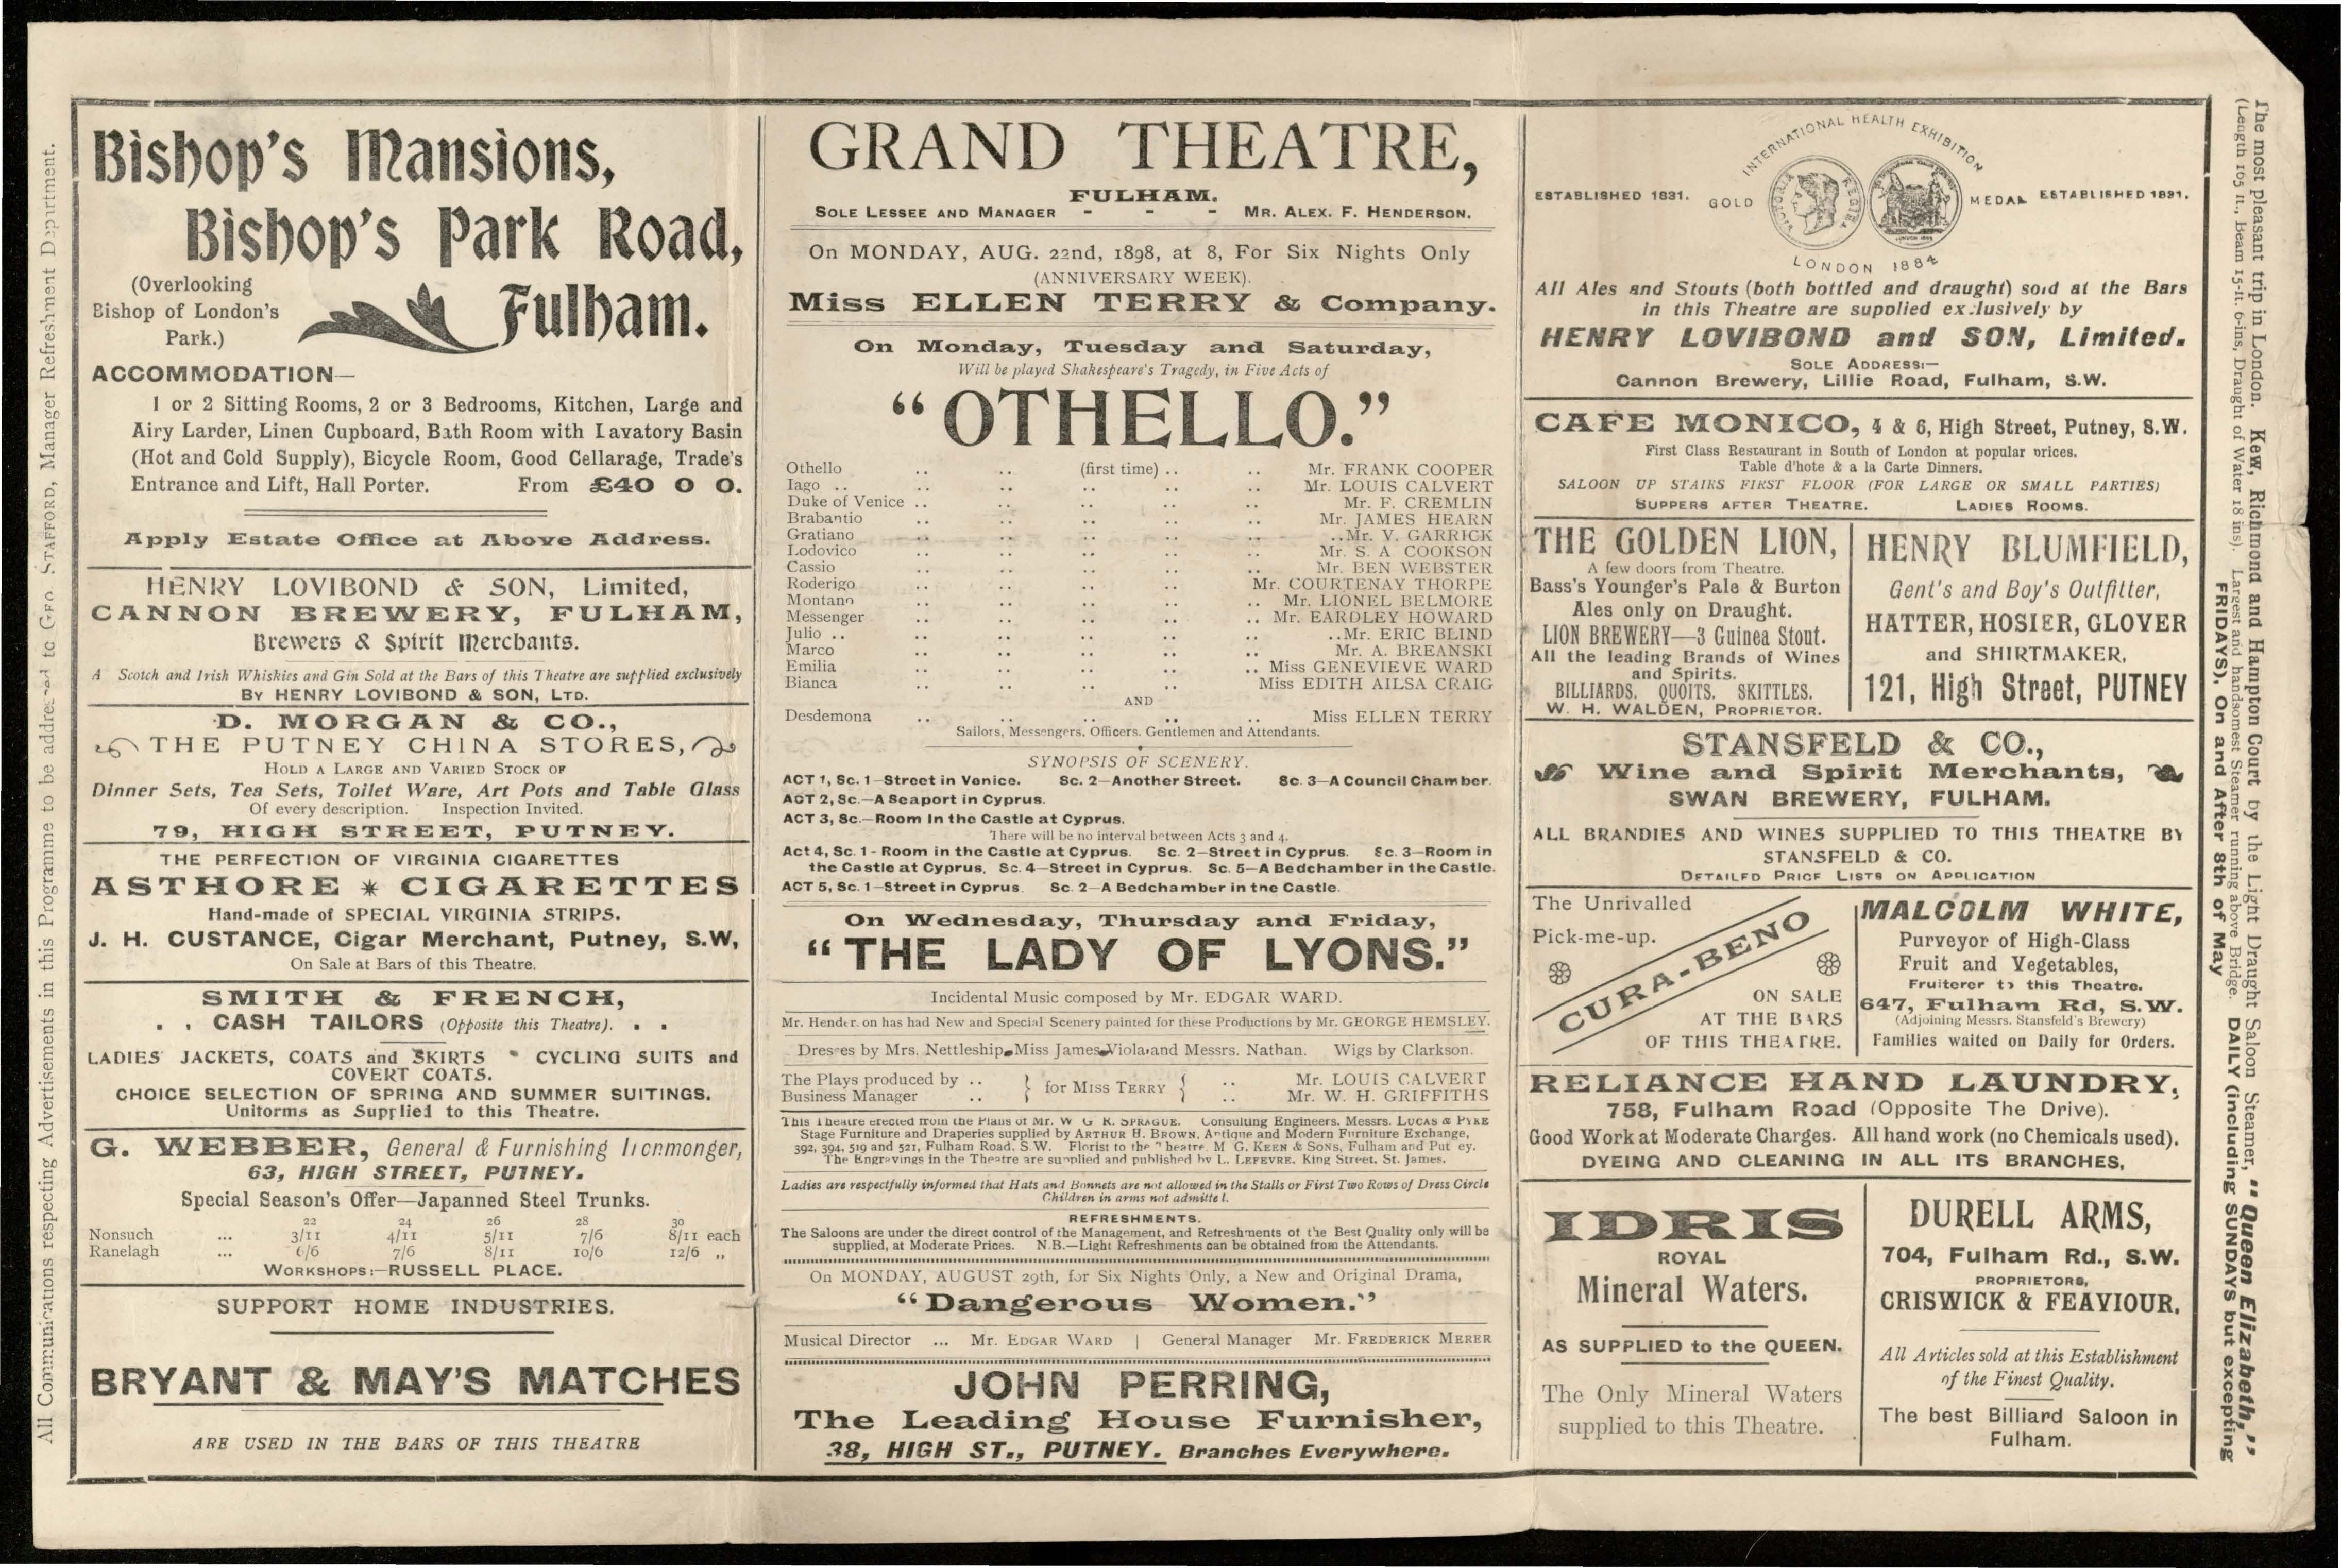 All Communications respecting Advertisements in this Programme to be addressed to Geo. Stafford, Manager Refreshment Department.
Bishop's Mansions,
Bishop's Park Road,
(Overlooking
Bishop of London's
Park.)
Fulham.
ACCOMMODATION—
1 or 2 Sitting Rooms, 2 or 3 Bedrooms, Kitchen, Large and
Airy Larder, Linen Cupboard, Bath Room with Lavatory Basin
(Hot and Cold Supply), Bicycle Room, Good Cellarage, Trade's
Entrance and Lift, Hall Porter. From £40 0 0.
Apply Estate Office at Above Address.
HENRY LOVIBOND & SON, Limited,
CANNON BREWERY, FULHAM,
Brewers & Spirit Merchants.
A Scotch and Irish Whiskies and Gin Sold at the Bars of this Theatre are supplied exclusively
BY HENRY LOVIBOND & SON, LTD.
D. MORGAN & CO.,
THE PUTNEY CHINA STORES,
HOLD A LARGE AND VARIED STOCK OF
Dinner Sets, Tea Sets, Toilet Ware, Art Pots and Table Glass
Of every description. Inspection Invited.
79, HIGH STREET, PUTNEY.
THE PERFECTION OF VIRGINIA CIGARETTES
ASTHORE * CIGARETTES
Hand-made of SPECIAL VIRGINIA STRIPS.
J. H. CUSTANCE, Cigar Merchant, Putney, S.W,
On Sale at Bars of this Theatre.
SMITH & FRENCH,
. . CASH TAILORS (Opposite this Theatre). . .
LADIES' JACKETS, COATS and SKIRTS * CYCLING SUITS and
COVERT COATS.
CHOICE SELECTION OF SPRING AND SUMMER SUITINGS.
Uniforms as Supplied to this Theatre.
G. WEBBER, General & Furnishing Ironmonger,
63, HIGH STREET, PUTNEY.
Special Season's Offer—Japanned Steel Trunks.
22 24 26 28 30
Nonsuch ... 3/11 4/11 5/11 7/6 8/11 each
Ranelagh ... 6/6 7/6 8/11 10/6 12/6 ,,
WORKSHOPS:—RUSSELL PLACE.
SUPPORT HOME INDUSTRIES.
BRYANT & MAY'S MATCHES
ARE USED IN THE BARS OF THIS THEATRE
GRAND THEATRE,
FULHAM.
SOLE LESSEE AND MANAGER - - - MR. ALEX. F. HENDERSON.
On MONDAY, AUG. 22nd, 1898, at 8, For Six Nights Only
(ANNIVERSARY WEEK).
Miss ELLEN TERRY & Company.
On Monday, Tuesday and Saturday,
Will be played Shakespeare's Tragedy, in Five Acts of
"OTHELLO."
Othello .. .. (first time) .. .. Mr. FRANK COOPER
Iago .. .. .. .. .. .. Mr. LOUIS CALVERT
Duke of Venice .. .. .. .. .. Mr. F. CREMLIN
Brabantio .. .. .. .. .. Mr. JAMES HEARN
Gratiano .. .. .. .. ..Mr. V. GARRICK
Lodovico .. .. .. .. .. Mr. S. A COOKSON
Cassio .. .. .. .. .. Mr. BEN WEBSTER
Roderigo .. .. .. .. Mr. COURTENAY THORPE
Montano .. .. .. .. .. Mr. LIONEL BELMORE
Messenger .. .. .. .. .. Mr. EARDLEY HOWARD
Julio .. .. .. .. .. ..Mr. ERIC BLIND
Marco .. .. .. .. .. Mr. A. BREANSKI
Emilia .. .. .. .. .. Miss GENEVIEVE WARD
Bianca .. .. .. .. Miss EDITH AILSA CRAIG
AND
Desdemona .. .. .. .. .. Miss ELLEN TERRY
Sailors, Messengers, Officers, Gentlemen and Attendants.
SYNOPSIS OF SCENERY.
ACT 1, Sc. 1—Street in Venice. Sc. 2—Another Street. Sc. 3—A Council Chamber.
ACT 2, Sc.—A Seaport in Cyprus.
ACT 3, Sc.—Room In the Castle at Cyprus.
There will be no interval between Acts 3 and 4.
Act 4, Sc. 1 - Room in the Castle at Cyprus. Sc. 2—Street in Cyprus. Sc. 3—Room in
the Castle at Cyprus. Sc. 4—Street in Cyprus. Sc. 5—A Bedchamber in the Castle.
ACT 5, Sc. 1—Street in Cyprus. Sc. 2—A Bedchamber in the Castle.
On Wednesday, Thursday and Friday,
"THE LADY OF LYONS."
Incidental Music composed by Mr. EDGAR WARD.
Mr. Henderson has had New and Special Scenery painted for these Productions by Mr. GEORGE HEMSLEY.
Dresses by Mrs. Nettleship, Miss James, Viola and Messrs. Nathan. Wigs by Clarkson.
The Plays produced by .. } for MISS TERRY { .. Mr. LOUIS CALVERT
Business Manager .. } { .. Mr. W. H. GRIFFITHS
This Theatre erected from the Plans of Mr. W G R. SPRAGUE. Consulting Engineers, Messrs. LUCAS & PYKE
Stage Furniture and Draperies supplied by ARTHUR H. BROWN, Antique and Modern Furniture Exchange,
392, 394, 519 and 521, Fulham Road, S.W. Florist to the Theatre. M G. KEEN & SONS, Fulham and Putney.
The Engravings in the Theatre are supplied and published by L. LEFEVRE, King Street, St. James.
Ladies are respectfully informed that Hats and Bonnets are not allowed in the Stalls or First Two Rows of Dress Circle
Children in arms not admitted.
REFRESHMENTS.
The Saloons are under the direct control of the Management, and Refreshments of the Best Quality only will be
supplied, at Moderate Prices. N.B.—Light Refreshments can be obtained from the Attendants.
On MONDAY, AUGUST 29th, for Six Nights Only, a New and Original Drama,
"Dangerous Women."
Musical Director ... Mr. EDGAR WARD | General Manager Mr. FREDERICK MERER
JOHN PERRING,
The Leading House Furnisher,
38, HIGH ST., PUTNEY. Branches Everywhere.
INTERNATIONAL HEALTH EXHIBITION
VICTORIA REGINA
ESTABLISHED 1831. GOLD MEDAL ESTABLISHED 1831.
LONDON 1884
All Ales and Stouts (both bottled and draught) sold at the Bars
in this Theatre are supplied exclusively by
HENRY LOVIBOND and SON, Limited.
SOLE ADDRESS:—
Cannon Brewery, Lillie Road, Fulham, S.W.
CAFE MONICO, 4 & 6, High Street, Putney, S.W.
First Class Restaurant in South of London at popular prices.
Table d'hote & a la Carte Dinners.
SALOON UP STAIRS FIRST FLOOR (FOR LARGE OR SMALL PARTIES)
SUPPERS AFTER THEATRE. LADIES ROOMS.
THE GOLDEN LION,
A few doors from Theatre.
Bass's Younger's Pale & Burton
Ales only on Draught.
LION BREWERY—3 Guinea Stout.
All the leading Brands of Wines
and Spirits.
BILLIARDS. QUOITS. SKITTLES.
W. H. WALDEN, PROPRIETOR.
HENRY BLUMFIELD,
Gent's and Boy's Outfitter,
HATTER, HOSIER, GLOVER
and SHIRTMAKER,
121, High Street, PUTNEY
STANSFELD & CO.,
Wine and Spirit Merchants,
SWAN BREWERY, FULHAM.
ALL BRANDIES AND WINES SUPPLIED TO THIS THEATRE BY
STANSFELD & CO.
DETAILED PRICE LISTS ON APPLICATION
The Unrivalled
Pick-me-up.
CURA-BENO
ON SALE
AT THE BARS
OF THIS THEATRE.
MALCOLM WHITE,
Purveyor of High-Class
Fruit and Vegetables,
Fruiterer to this Theatre.
647, Fulham Rd, S.W.
(Adjoining Messrs. Stansfeld's Brewery)
Families waited on Daily for Orders.
RELIANCE HAND LAUNDRY,
758, Fulham Road (Opposite The Drive).
Good Work at Moderate Charges. All hand work (no Chemicals used).
DYEING AND CLEANING IN ALL ITS BRANCHES,
IDRIS
ROYAL
Mineral Waters.
AS SUPPLIED to the QUEEN.
The Only Mineral Waters
supplied to this Theatre.
DURELL ARMS,
704, Fulham Rd., S.W.
PROPRIETORS,
CRISWICK & FEAVIOUR.
All Articles sold at this Establishment
of the Finest Quality.
The best Billiard Saloon in
Fulham.
The most pleasant trip in London. Kew, Richmond and Hampton Court by the Light Draught Saloon Steamer, "Queen Elizabeth,"
(Length 165 ft., Beam 15-ft. 6-ins, Draught of Water 18 ins). Largest and handsomest Steamer running above Bridge. DAILY (including SUNDAYS but excepting
FRIDAYS), On and After 8th of May